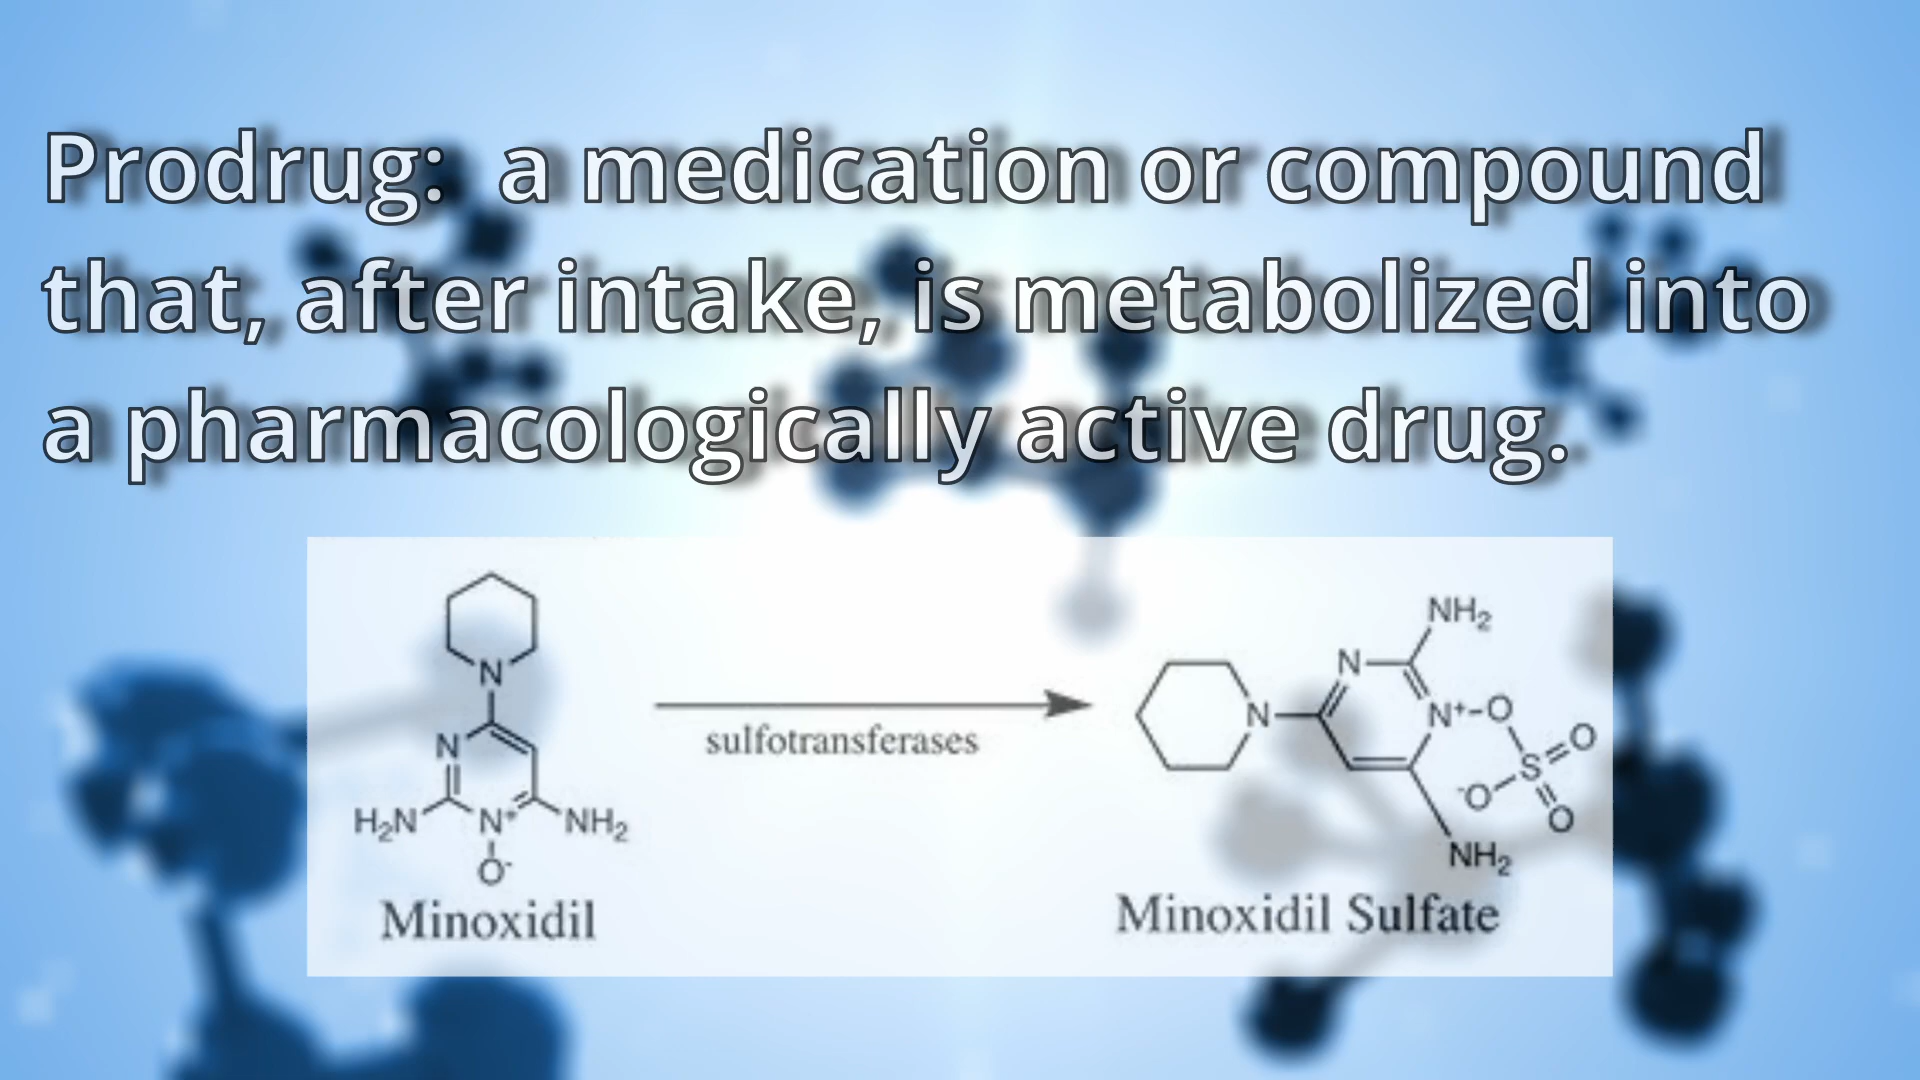 Prodrug: a medication or compound
that, after intake, is metabolized into
a pharmacologically active drug.
N
N
H₂N
N⁺
NH₂
O⁻
Minoxidil
sulfotransferases
NH₂
N
N
N⁺-O
O
S
⁻O
O
NH₂
Minoxidil Sulfate